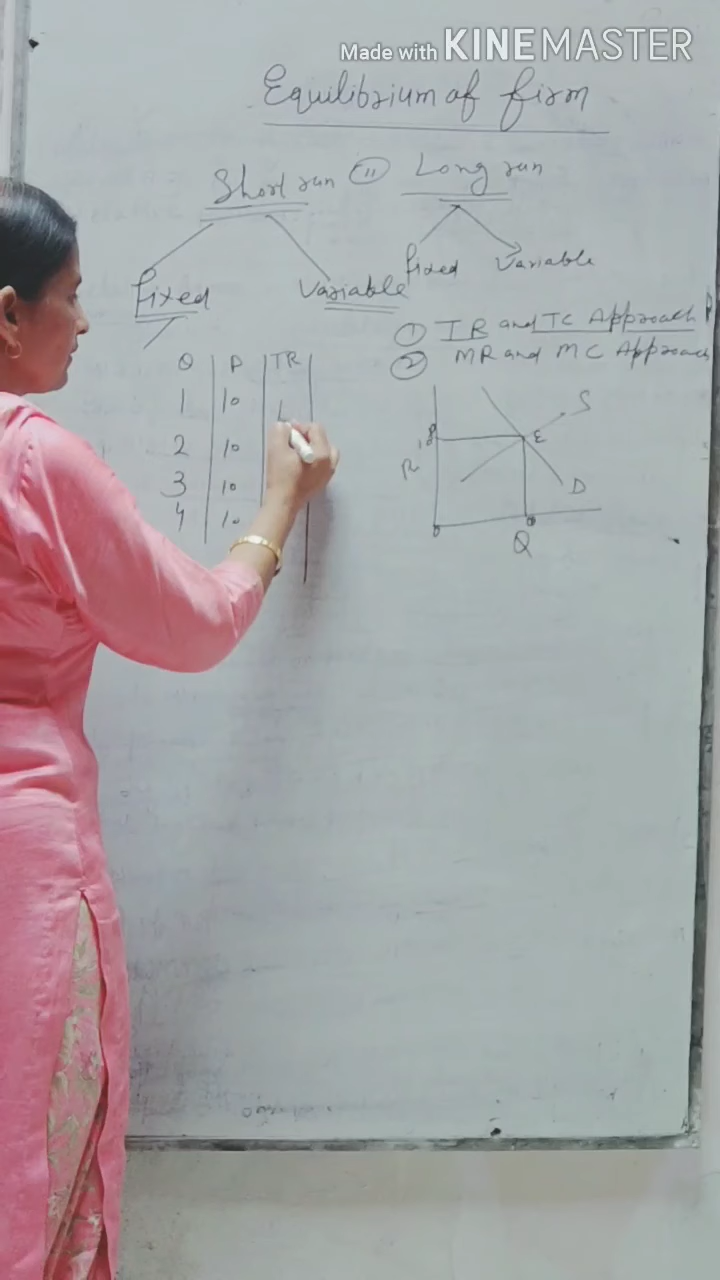 Made with KINEMASTER
Equilibrium of firm
Short run (11) Long run
fixed Variable
fixed Variable
① TR and TC Approach
② MR and MC Approach
Q P TR
1 10
2 10
3 10
4 10
S
E
D
Q